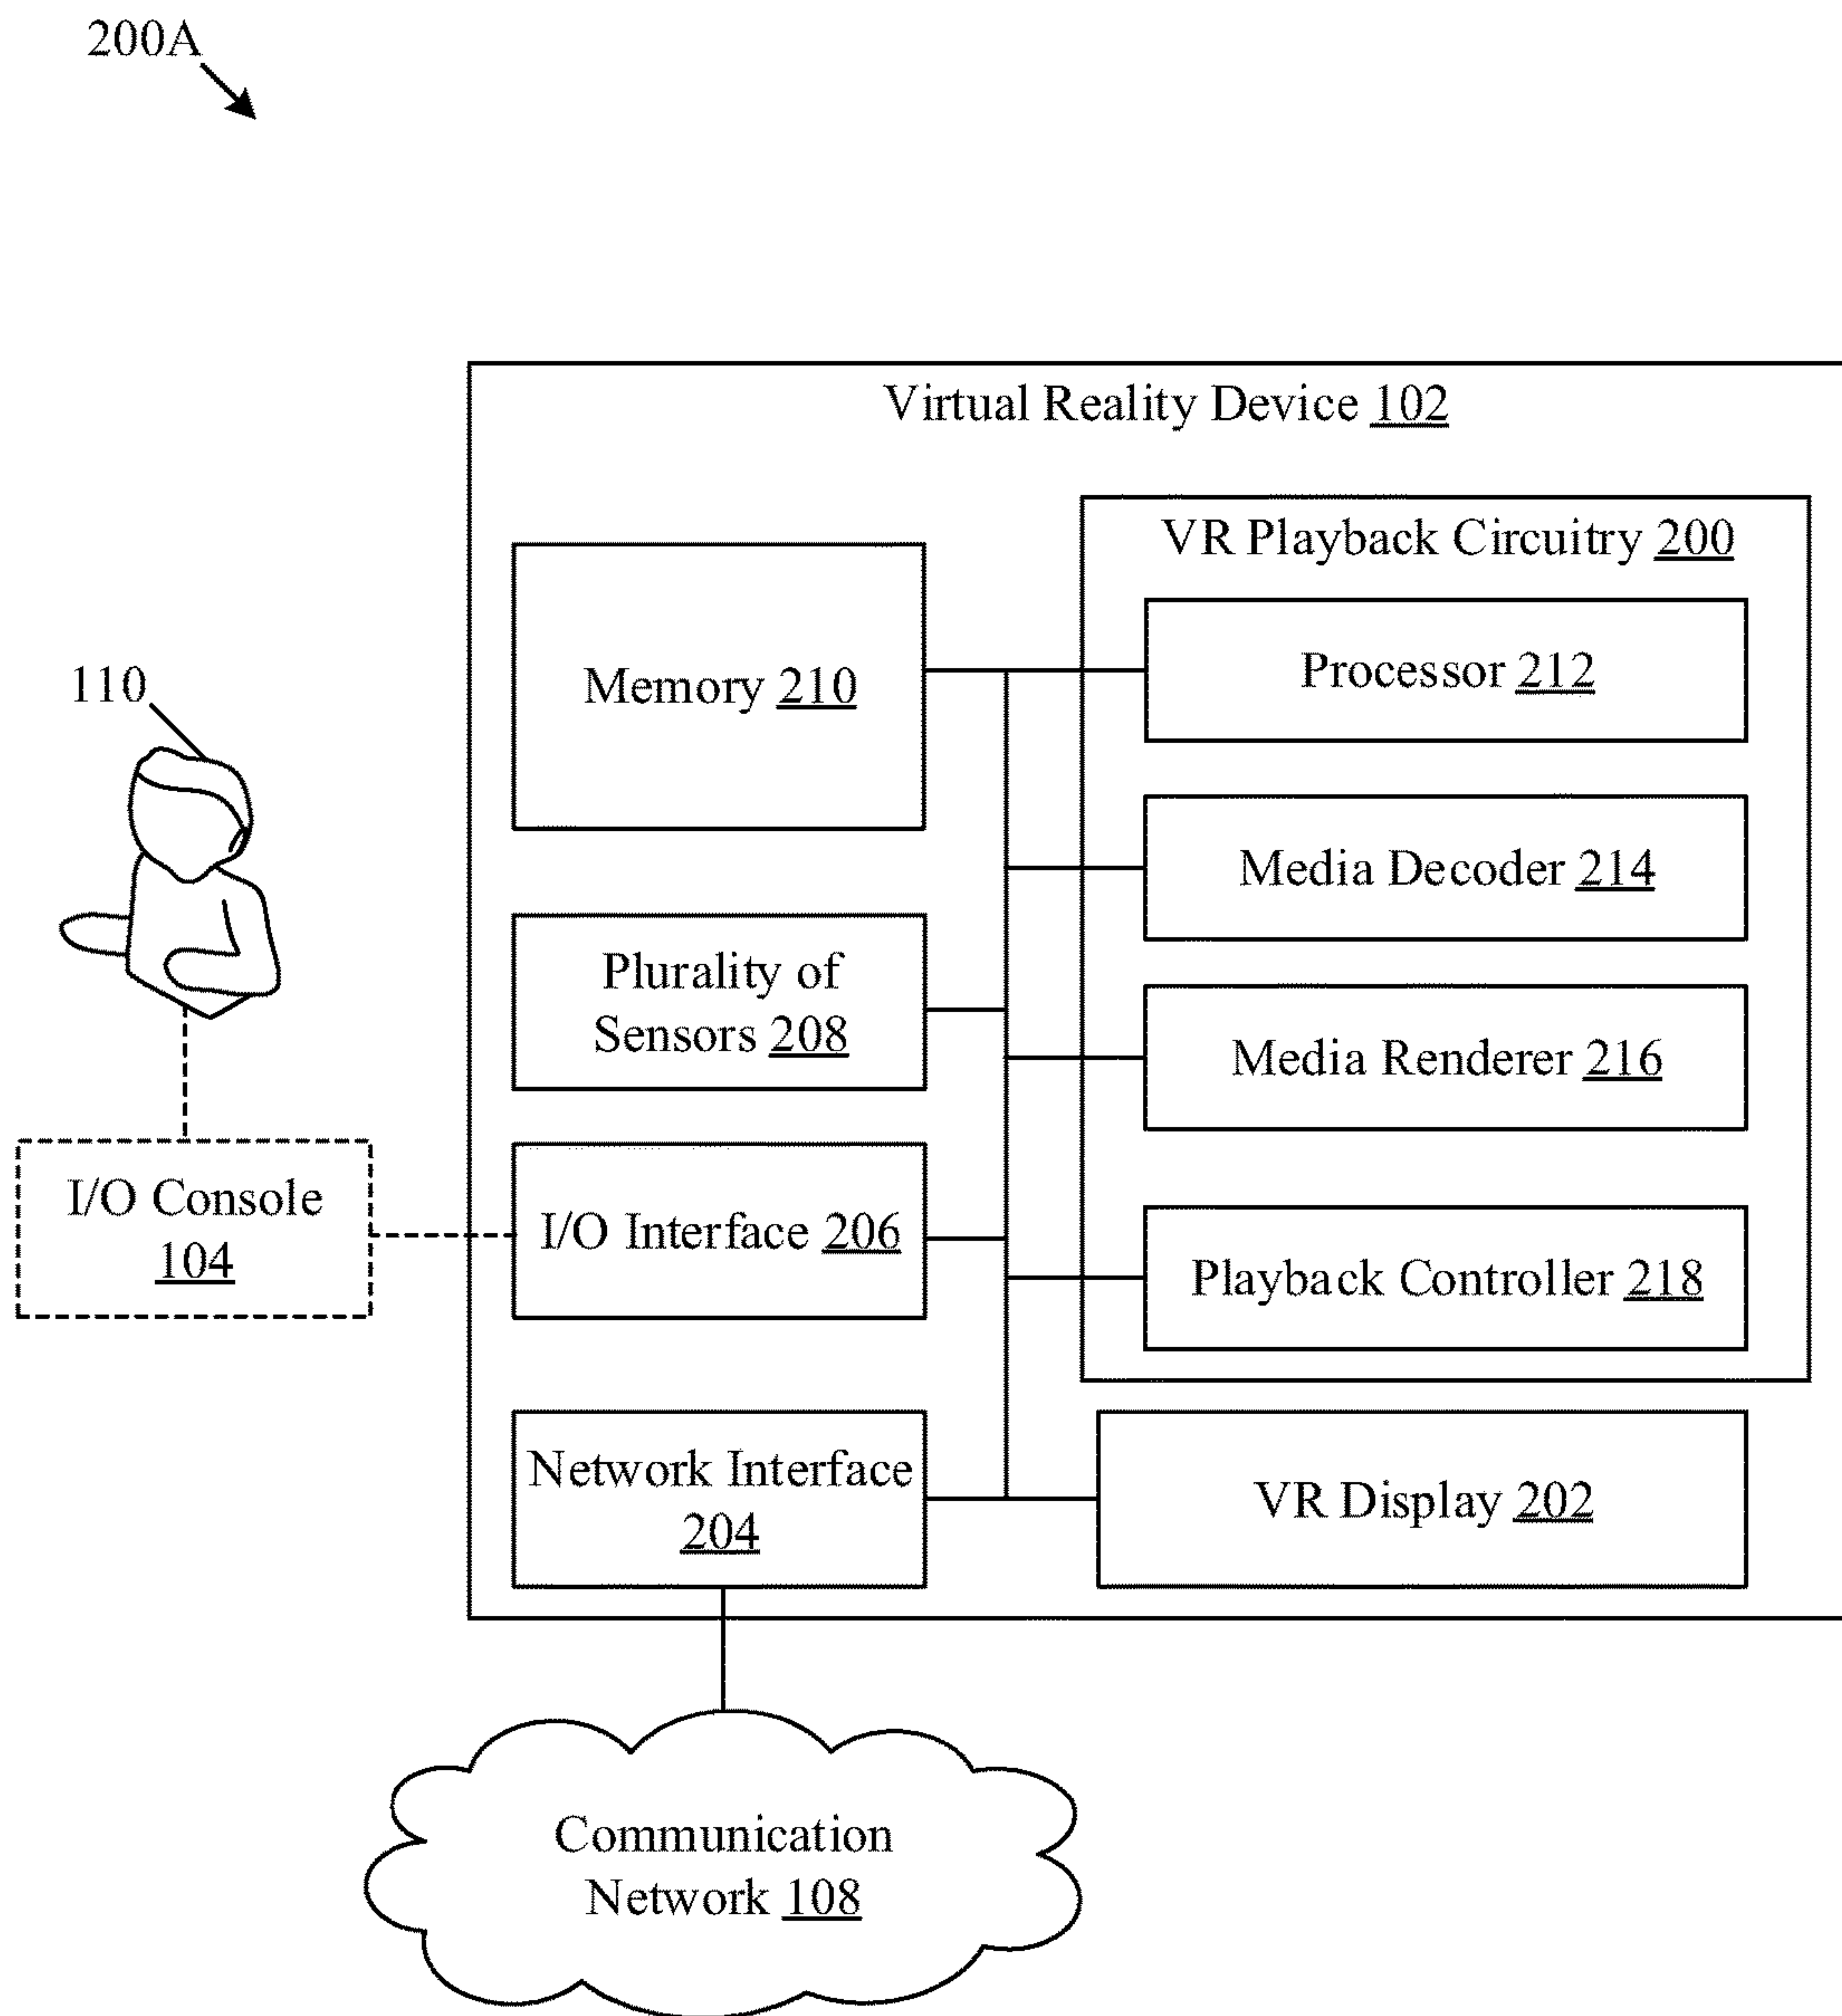 200A
Virtual Reality Device 102
VR Playback Circuitry 200
Memory 210
Processor 212
110
Media Decoder 214
Plurality of
Sensors 208
Media Renderer 216
I/O Console
104
I/O Interface 206
Playback Controller 218
Network Interface
204
VR Display 202
Communication
Network 108